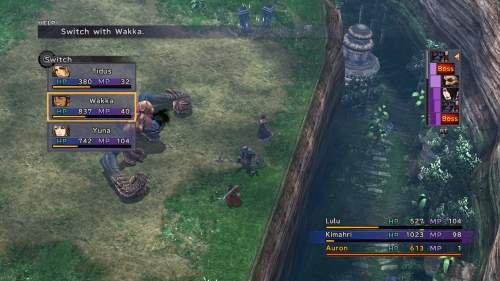 HELP
Switch with Wakka.
Switch
Tidus
HP 380 MP 32
Wakka
HP 837 MP 40
Yuna
HP 742 MP 104
Boss
Boss
Lulu HP 527 MP 104
Kimahri HP 1023 MP 98
Auron HP 613 MP 1